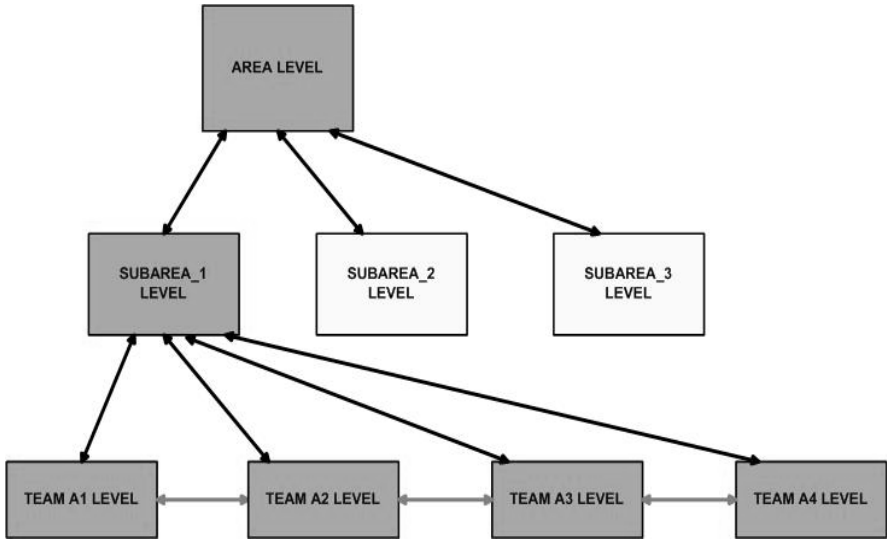 AREA LEVEL
SUBAREA_1
LEVEL
SUBAREA_2
LEVEL
SUBAREA_3
LEVEL
TEAM A1 LEVEL
TEAM A2 LEVEL
TEAM A3 LEVEL
TEAM A4 LEVEL